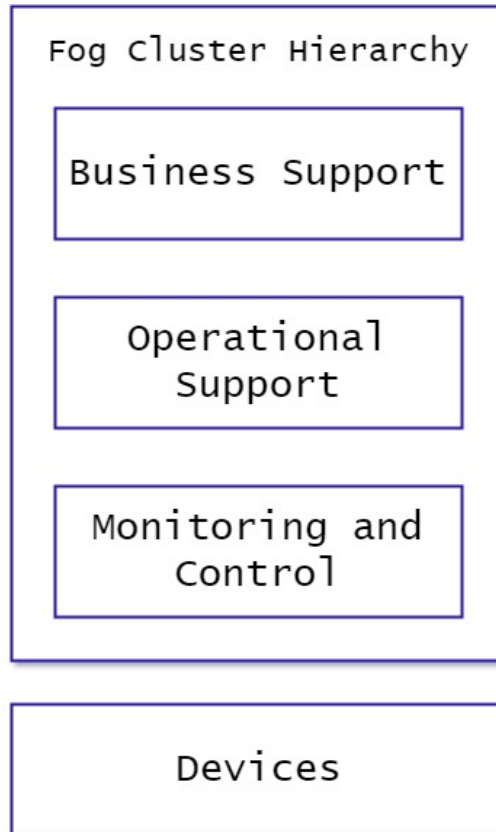 Fog Cluster Hierarchy
Business Support
Operational
Support
Monitoring and
Control
Devices